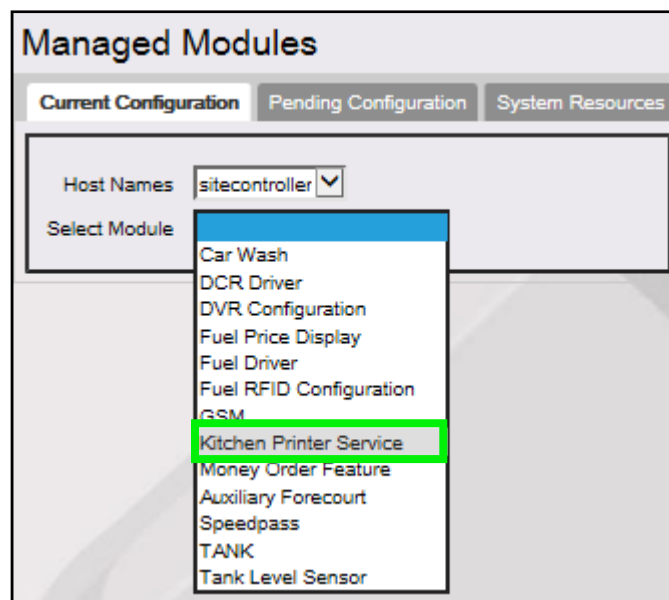 Managed Modules
Current Configuration Pending Configuration System Resources
Host Names sitecontroller
Select Module
Car Wash
DCR Driver
DVR Configuration
Fuel Price Display
Fuel Driver
Fuel RFID Configuration
GSM
Kitchen Printer Service
Money Order Feature
Auxiliary Forecourt
Speedpass
TANK
Tank Level Sensor